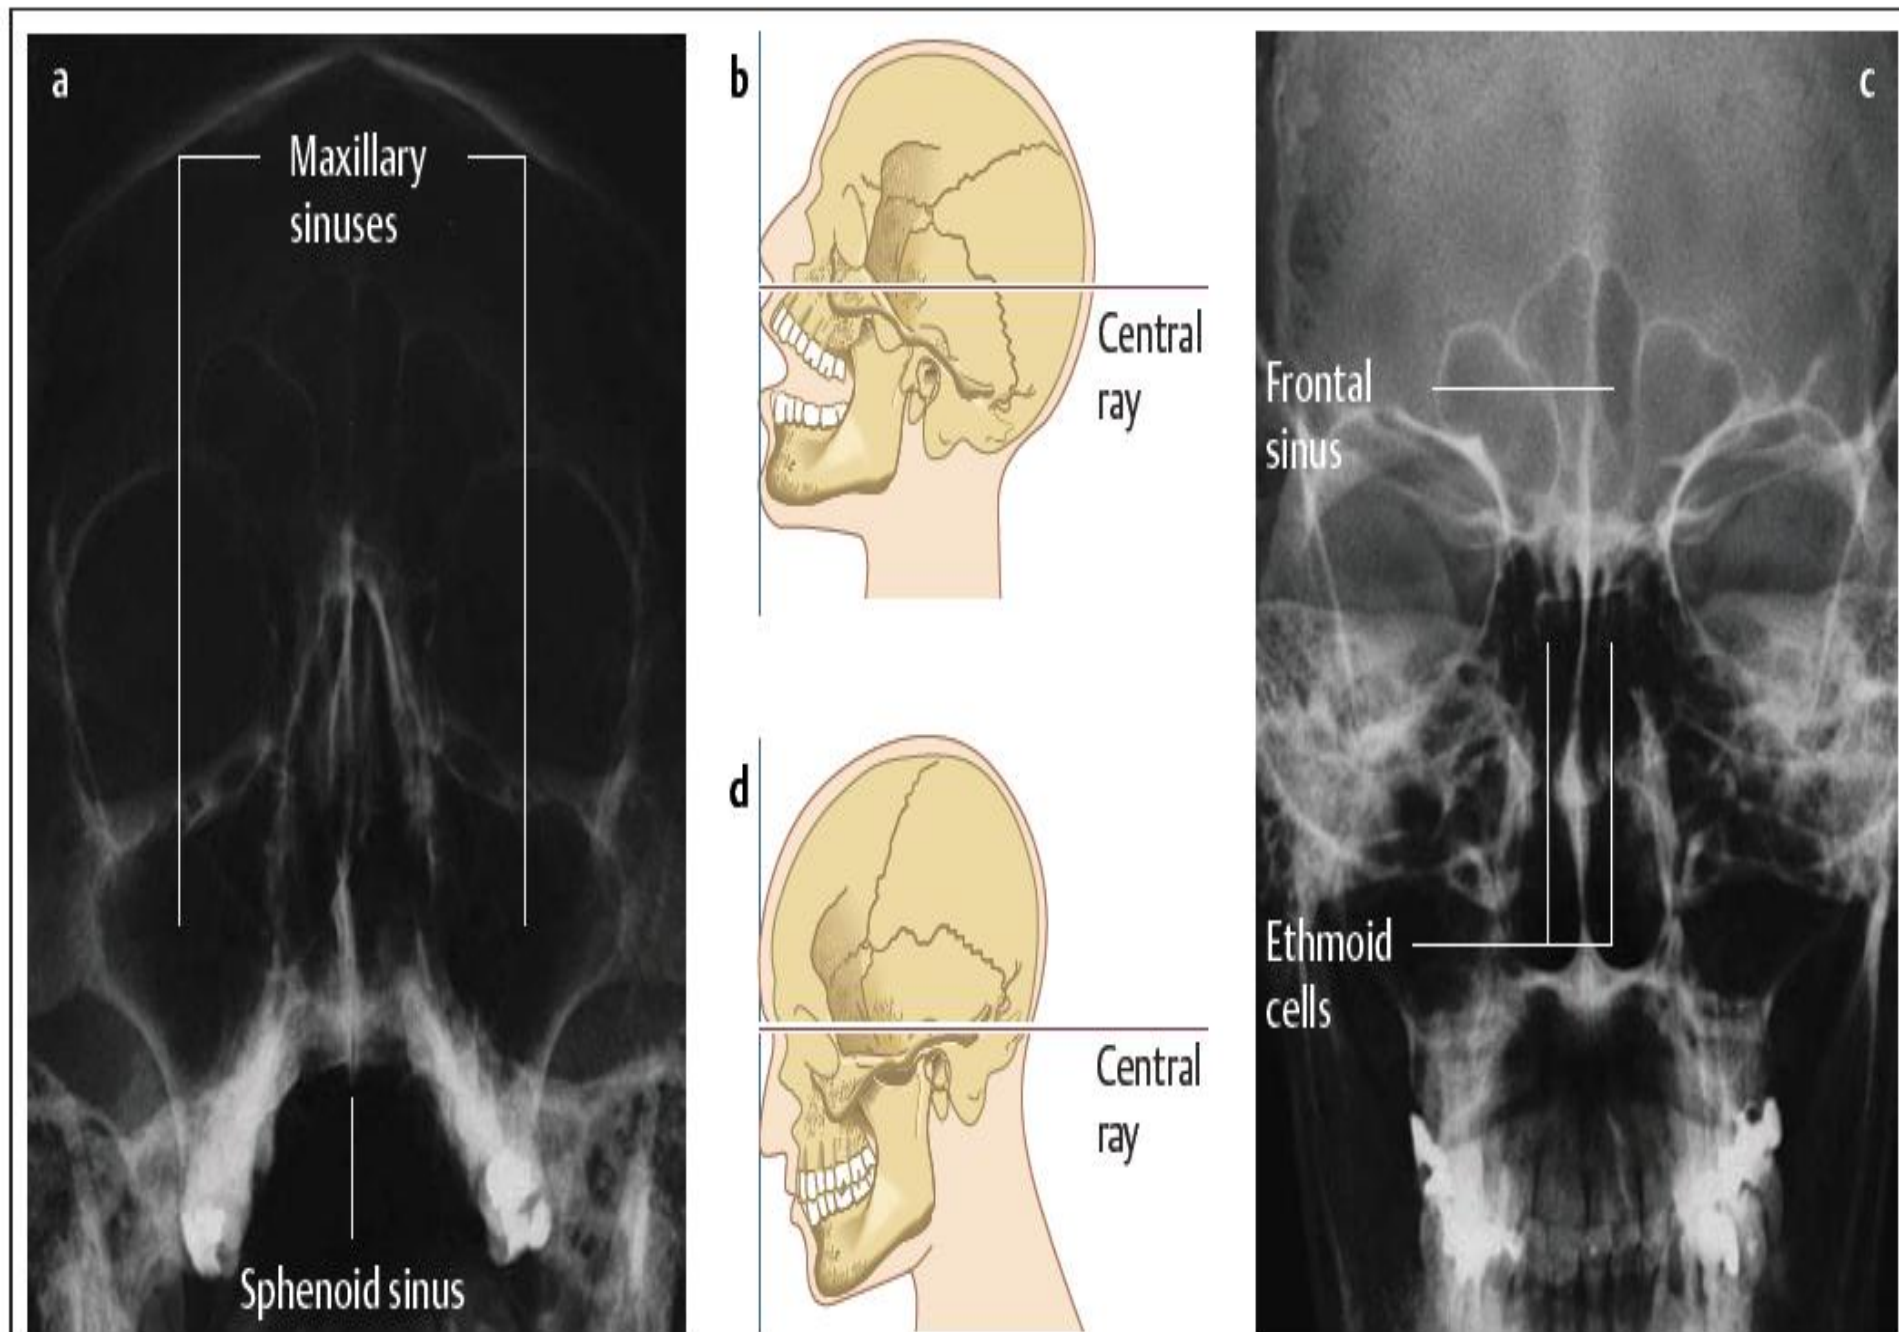 a
Maxillary
sinuses
Sphenoid sinus
b
Central
ray
d
Central
ray
c
Frontal
sinus
Ethmoid
cells